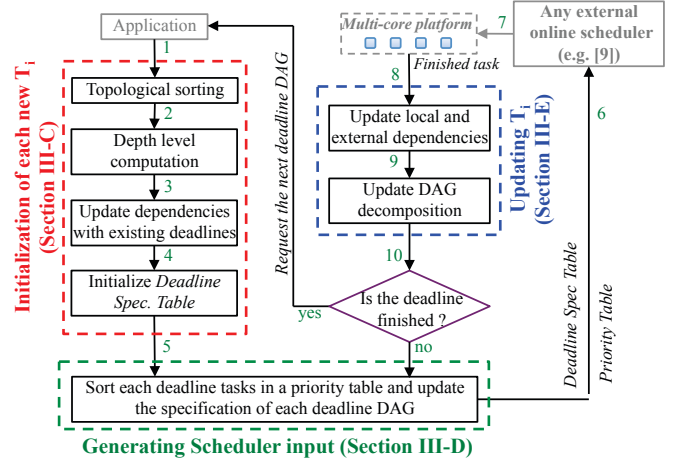 Application
1
Topological sorting
2
Depth level
computation
3
Update dependencies
with existing deadlines
4
Initialize Deadline
Spec. Table
5
Initialization of each new T_i
(Section III-C)
Request the next deadline DAG
Multi-core platform
Finished task
7
Any external
online scheduler
(e.g. [9])
8
Update local and
external dependencies
9
Update DAG
decomposition
10
Updating T_i
(Section III-E)
6
Is the deadline
finished ?
yes
no
Deadline Spec Table
Priority Table
Sort each deadline tasks in a priority table and update
the specification of each deadline DAG
Generating Scheduler input (Section III-D)